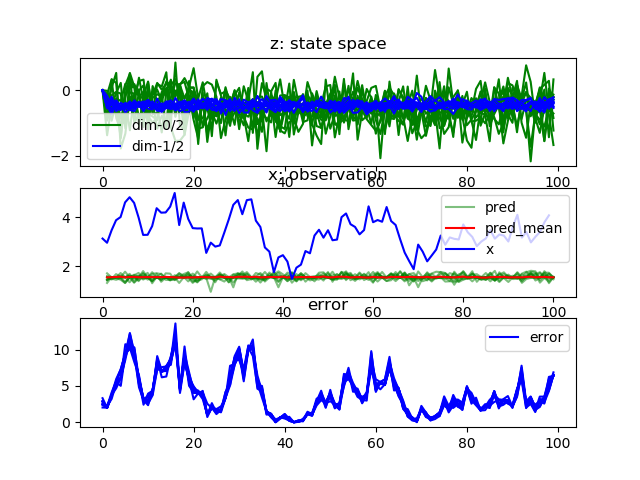 z: state space
0
−2
dim-0/2
dim-1/2
0 20 40 60 80 100
x: observation
4
2
pred
pred_mean
x
0 20 40 60 80 100
error
10
5
0
error
0 20 40 60 80 100